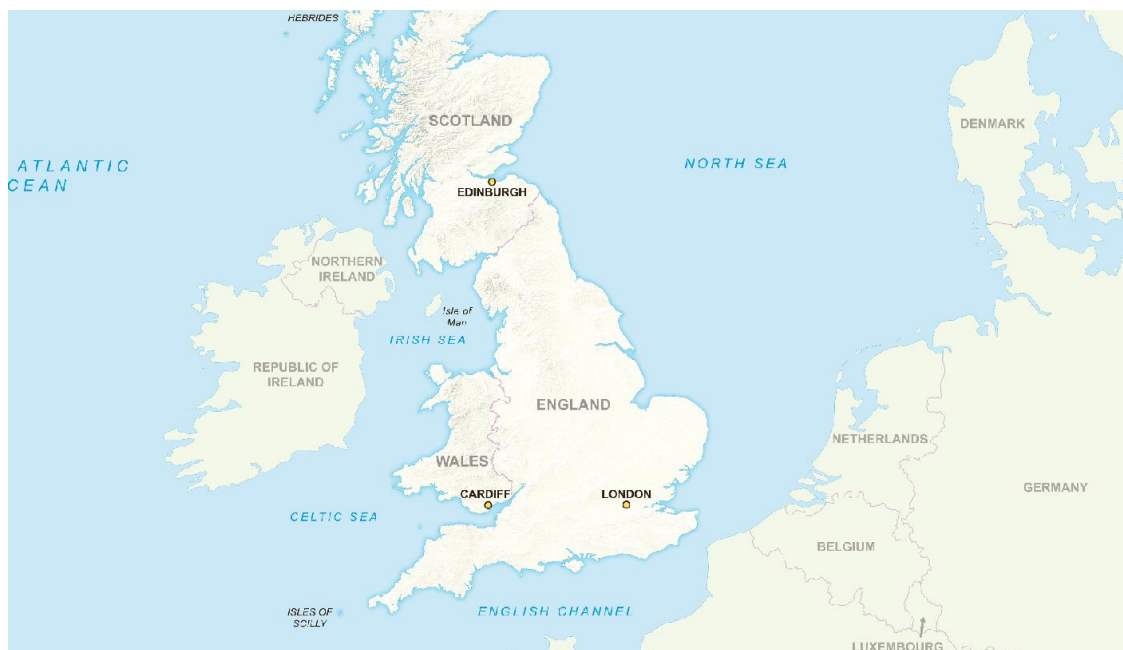 HEBRIDES
SCOTLAND
DENMARK
ATLANTIC
CEAN
NORTH SEA
EDINBURGH
NORTHERN
IRELAND
Isle of
Man
IRISH SEA
REPUBLIC OF
IRELAND
ENGLAND
NETHERLANDS
WALES
GERMANY
CARDIFF
LONDON
CELTIC SEA
BELGIUM
ISLES OF
SCILLY
ENGLISH CHANNEL
LUXEMBOURG